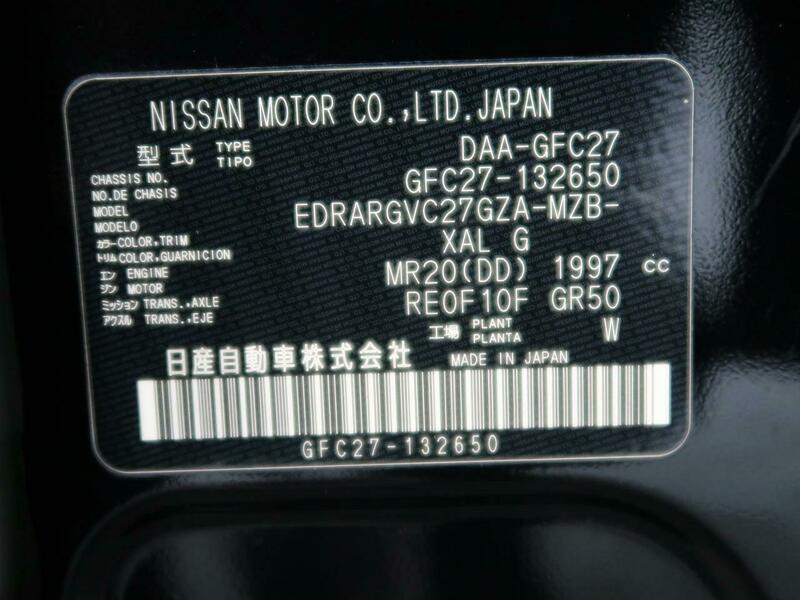 NISSAN MOTOR CO.,LTD.JAPAN
型式 TYPE TIPO DAA-GFC27
CHASSIS NO. GFC27-132650
NO.DE CHASIS
MODEL EDRARGVC27GZA-MZB-
MODELO
カラー COLOR,TRIM XAL G
トリム COLOR,GUARNICION
エン ENGINE MR20(DD) 1997 CC
ジン MOTOR
ミッション TRANS.,AXLE RE0F10F GR50
アクスル TRANS.,EJE
工場 PLANT PLANTA W
日産自動車株式会社 MADE IN JAPAN
GFC27-132650